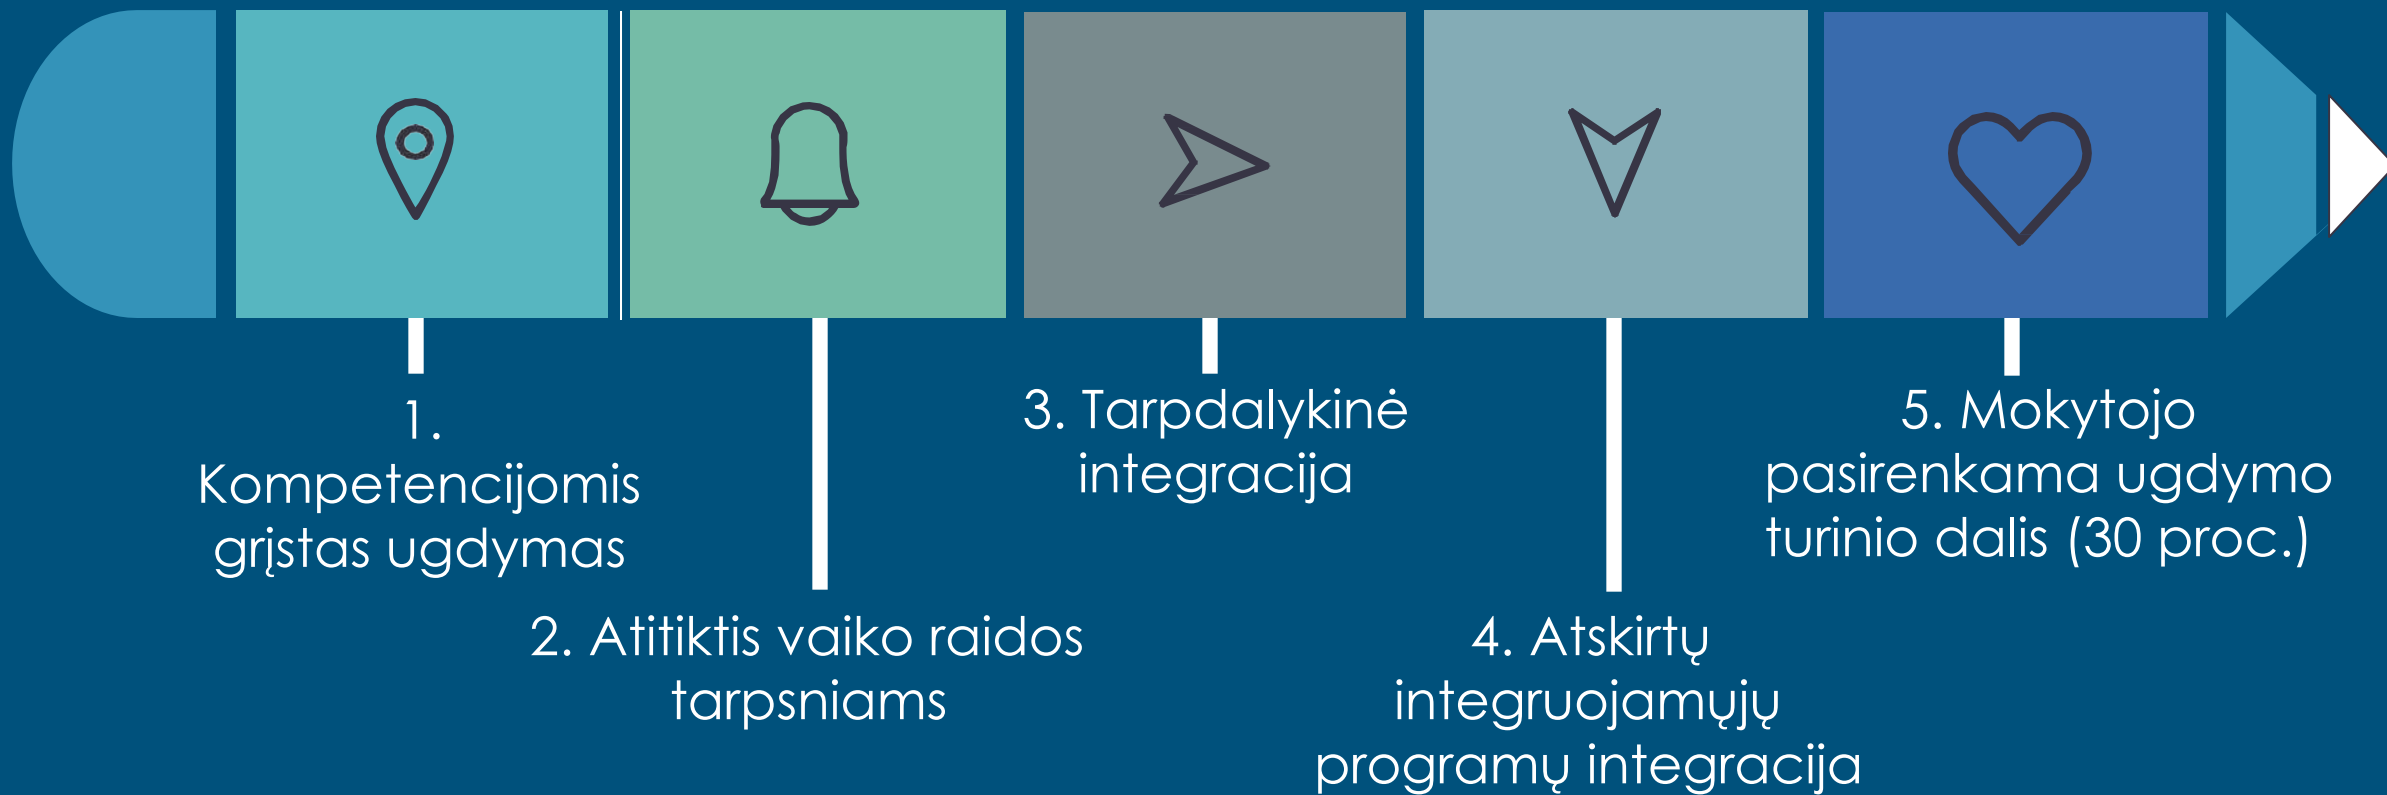 1.
Kompetencijomis
grįstas ugdymas
2. Atitiktis vaiko raidos
tarpsniams
3. Tarpdalykinė
integracija
4. Atskirtų
integruojamųjų
programų integracija
5. Mokytojo
pasirenkama ugdymo
turinio dalis (30 proc.)